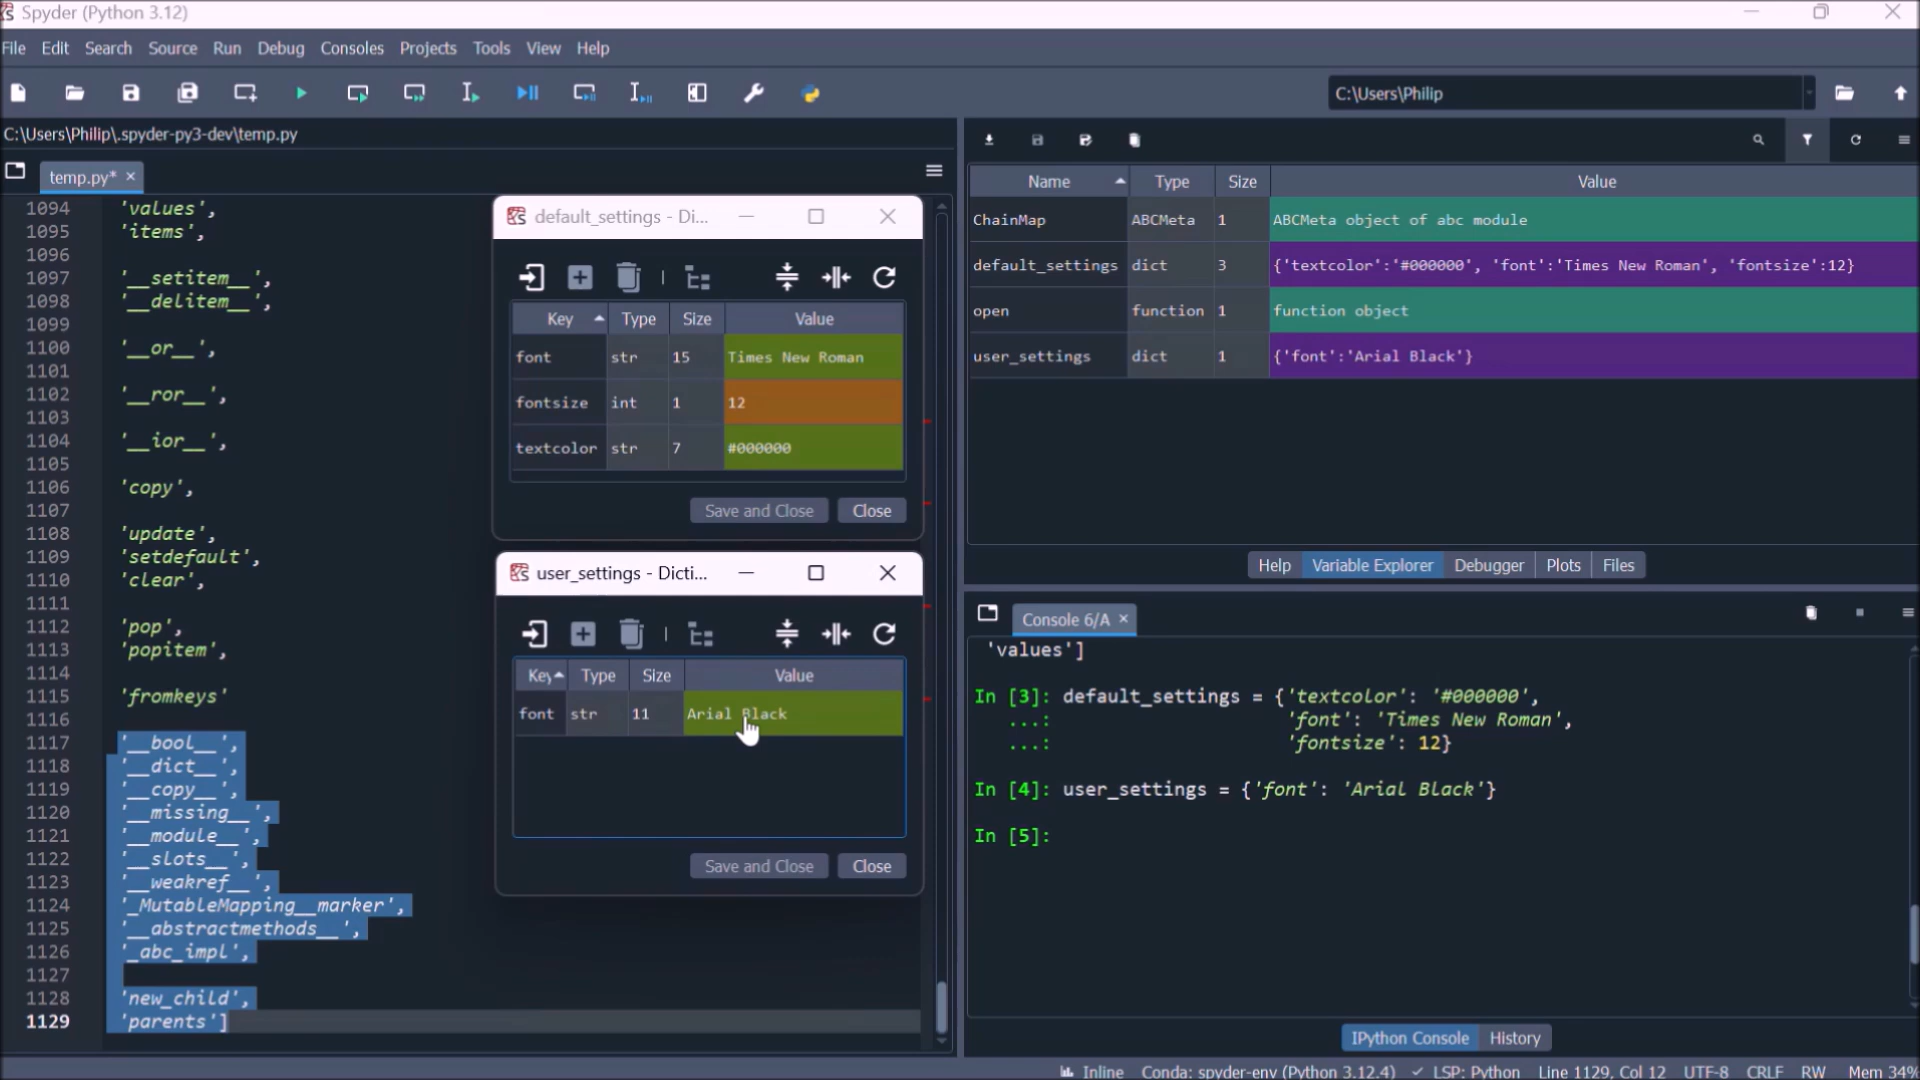 Spyder (Python 3.12)
File Edit Search Source Run Debug Consoles Projects Tools View Help
C:\Users\Philip
C:\Users\Philip\.spyder-py3-dev\temp.py
temp.py*
1094 'values',
1095 'items',
1096
1097 '__setitem__',
1098 '__delitem__',
1099
1100 '__or__',
1101
1102 '__ror__',
1103
1104 '__ior__',
1105
1106 'copy',
1107
1108 'update',
1109 'setdefault',
1110 'clear',
1111
1112 'pop',
1113 'popitem',
1114
1115 'fromkeys'
1116
1117 '__bool__',
1118 '__dict__',
1119 '__copy__',
1120 '__missing__',
1121 '__module__',
1122 '__slots__',
1123 '__weakref__',
1124 '_MutableMapping__marker',
1125 '__abstractmethods__',
1126 '_abc_impl',
1127
1128 'new_child',
1129 'parents']
default_settings - Di...
Key Type Size Value
font str 15 Times New Roman
fontsize int 1 12
textcolor str 7 #000000
Save and Close Close
user_settings - Dicti...
Key Type Size Value
font str 11 Arial Black
Save and Close Close
Name Type Size Value
ChainMap ABCMeta 1 ABCMeta object of abc module
default_settings dict 3 {'textcolor':'#000000', 'font':'Times New Roman', 'fontsize':12}
open function 1 function object
user_settings dict 1 {'font':'Arial Black'}
Help Variable Explorer Debugger Plots Files
Console 6/A
'values']
In [3]: default_settings = {'textcolor': '#000000',
...: 'font': 'Times New Roman',
...: 'fontsize': 12}
In [4]: user_settings = {'font': 'Arial Black'}
In [5]:
IPython Console History
Inline Conda: spyder-env (Python 3.12.4) LSP: Python Line 1129, Col 12 UTF-8 CRLF RW Mem 34%